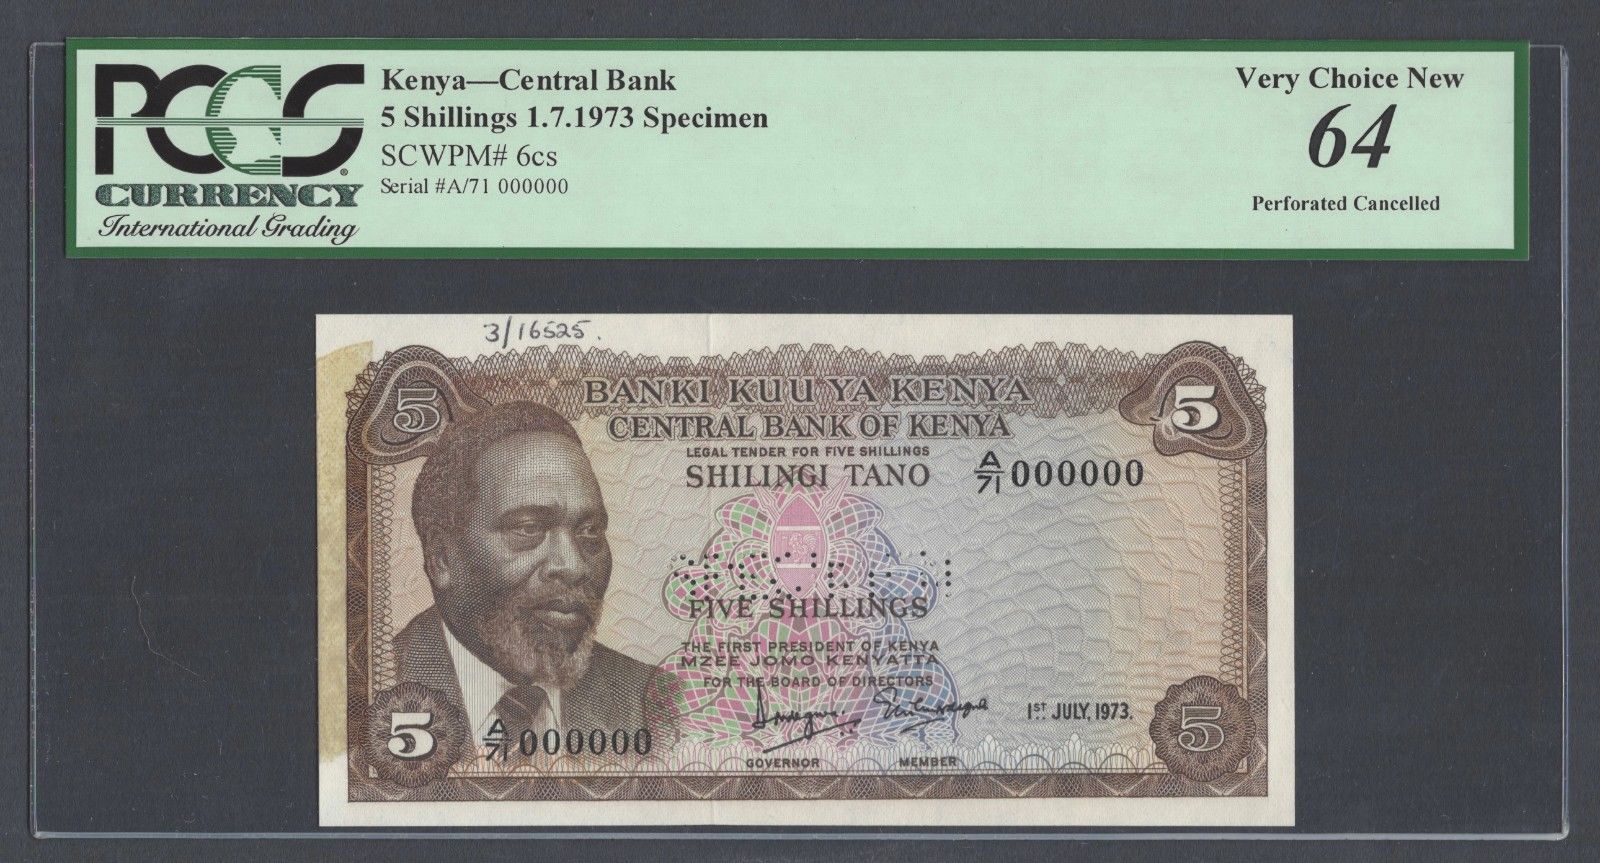 PCGS
CURRENCY
International Grading
Kenya—Central Bank
5 Shillings 1.7.1973 Specimen
SCWPM# 6cs
Serial #A/71 000000
Very Choice New
64
Perforated Cancelled
3/16525.
5
BANKI KUU YA KENYA
5
CENTRAL BANK OF KENYA
LEGAL TENDER FOR FIVE SHILLINGS
SHILINGI TANO
A/71 000000
FIVE SHILLINGS
THE FIRST PRESIDENT OF KENYA
MZEE JOMO KENYATTA
FOR THE BOARD OF DIRECTORS
1ST JULY, 1973.
5
A/71 000000
5
GOVERNOR
MEMBER